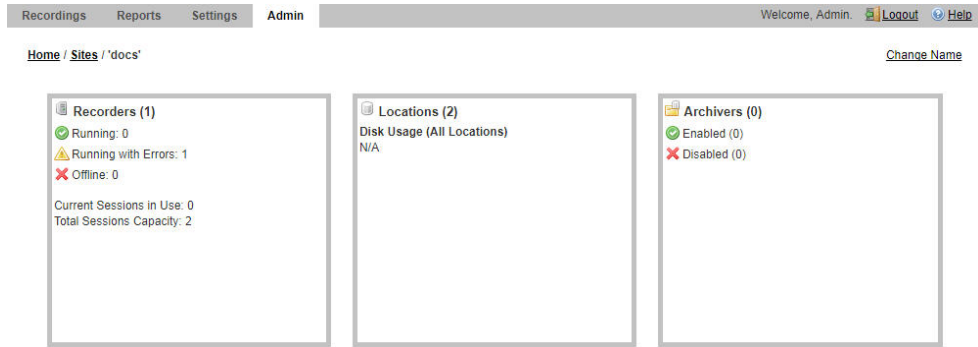 Recordings Reports Settings Admin Welcome, Admin. Logout Help
Home / Sites / 'docs' Change Name
Recorders (1)
Running: 0
Running with Errors: 1
Offline: 0
Current Sessions in Use: 0
Total Sessions Capacity: 2
Locations (2)
Disk Usage (All Locations)
N/A
Archivers (0)
Enabled (0)
Disabled (0)